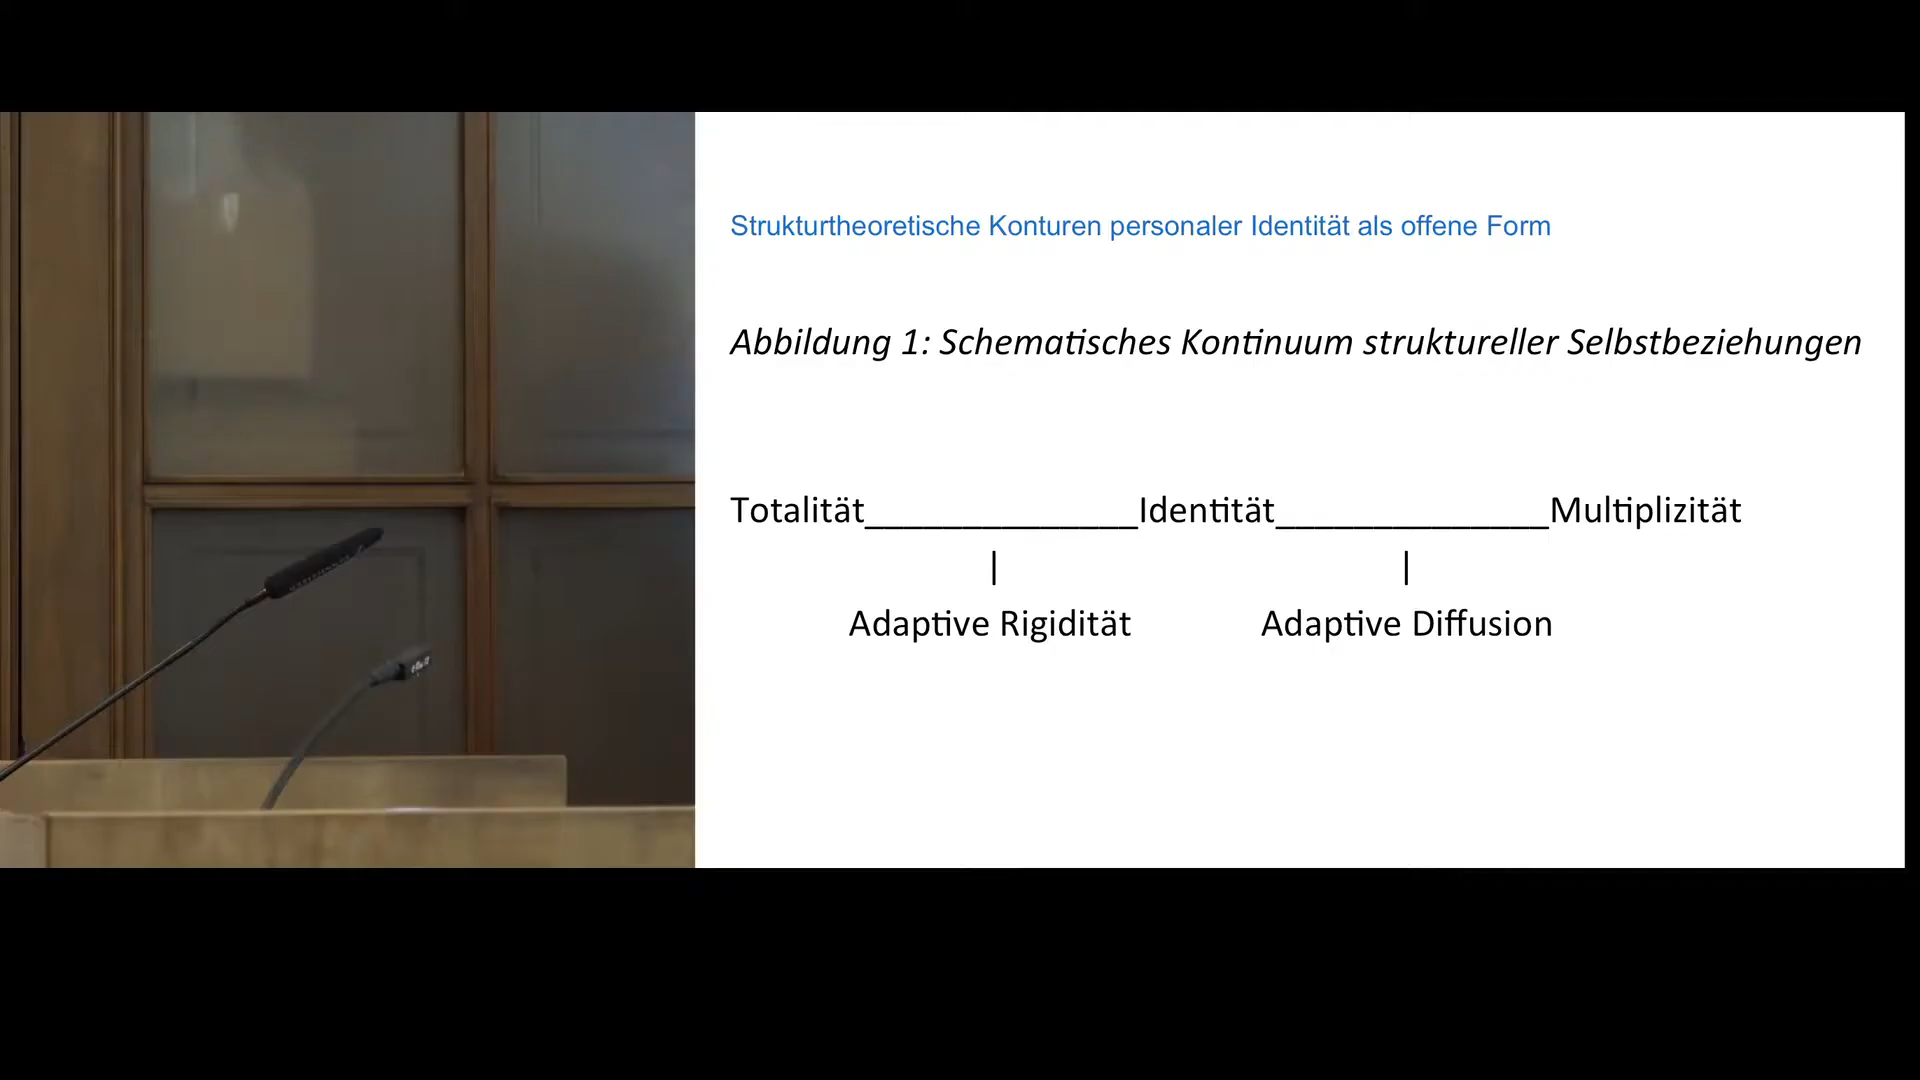 Strukturtheoretische Konturen personaler Identität als offene Form
Abbildung 1: Schematisches Kontinuum struktureller Selbstbeziehungen
Totalität______________Identität______________Multiplizität
| |
Adaptive Rigidität Adaptive Diffusion